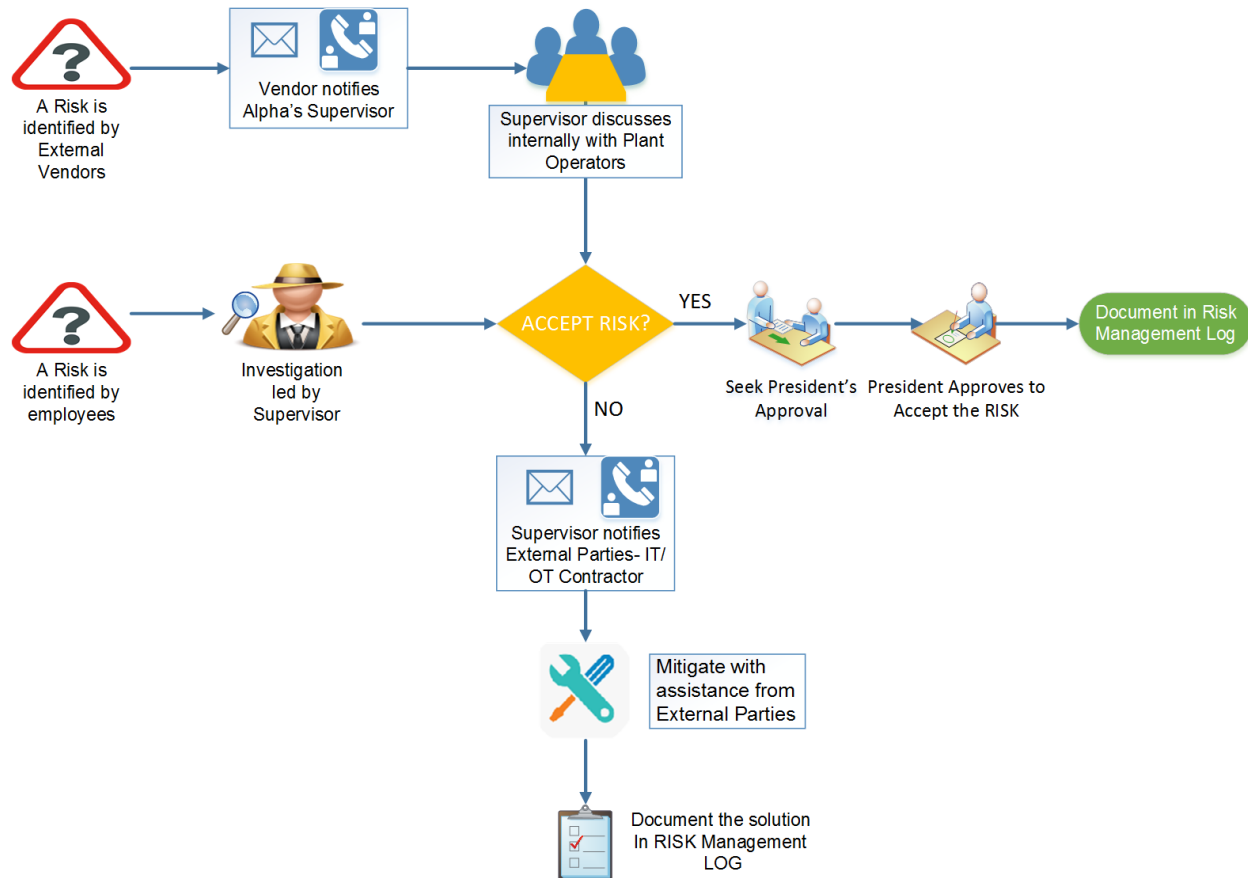 A Risk is
identified by
External
Vendors
Vendor notifies
Alpha's Supervisor
Supervisor discusses
internally with Plant
Operators
A Risk is
identified by
employees
Investigation
led by
Supervisor
ACCEPT RISK?
YES
Seek President's
Approval
President Approves to
Accept the RISK
Document in Risk
Management Log
NO
Supervisor notifies
External Parties- IT/
OT Contractor
Mitigate with
assistance from
External Parties
Document the solution
In RISK Management
LOG